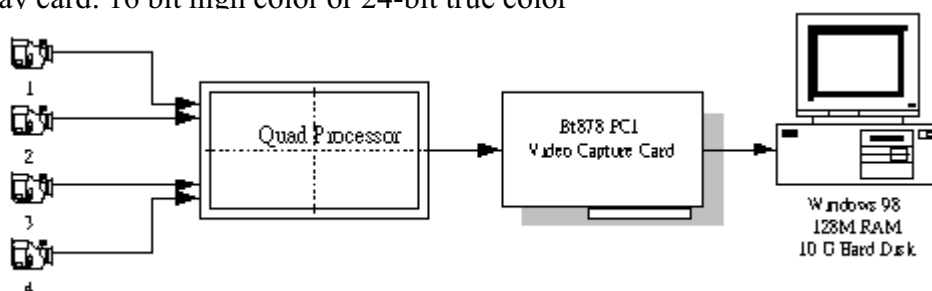 ay card: 16 bit high color or 24-bit true color
1
2
3
4
Quad Processor
Bt878 PCI
Video Capture Card
Windows 98
128M RAM
10 G Hard Disk